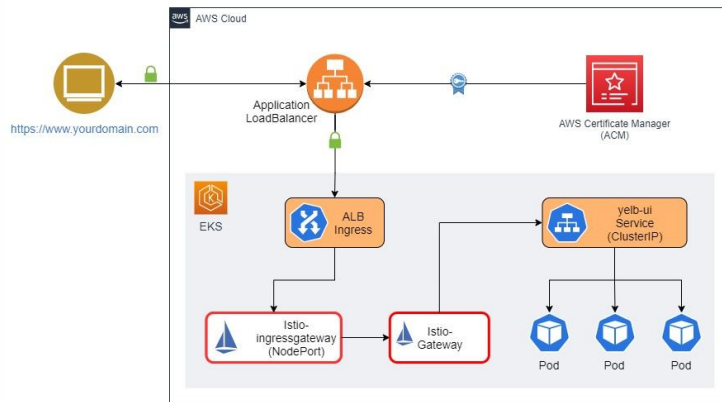 aws
AWS Cloud
https://www.yourdomain.com
Application
LoadBalancer
AWS Certificate Manager
(ACM)
EKS
ALB
Ingress
yelb-ui
Service
(ClusterIP)
Istio-
ingressgateway
(NodePort)
Istio-
Gateway
Pod
Pod
Pod